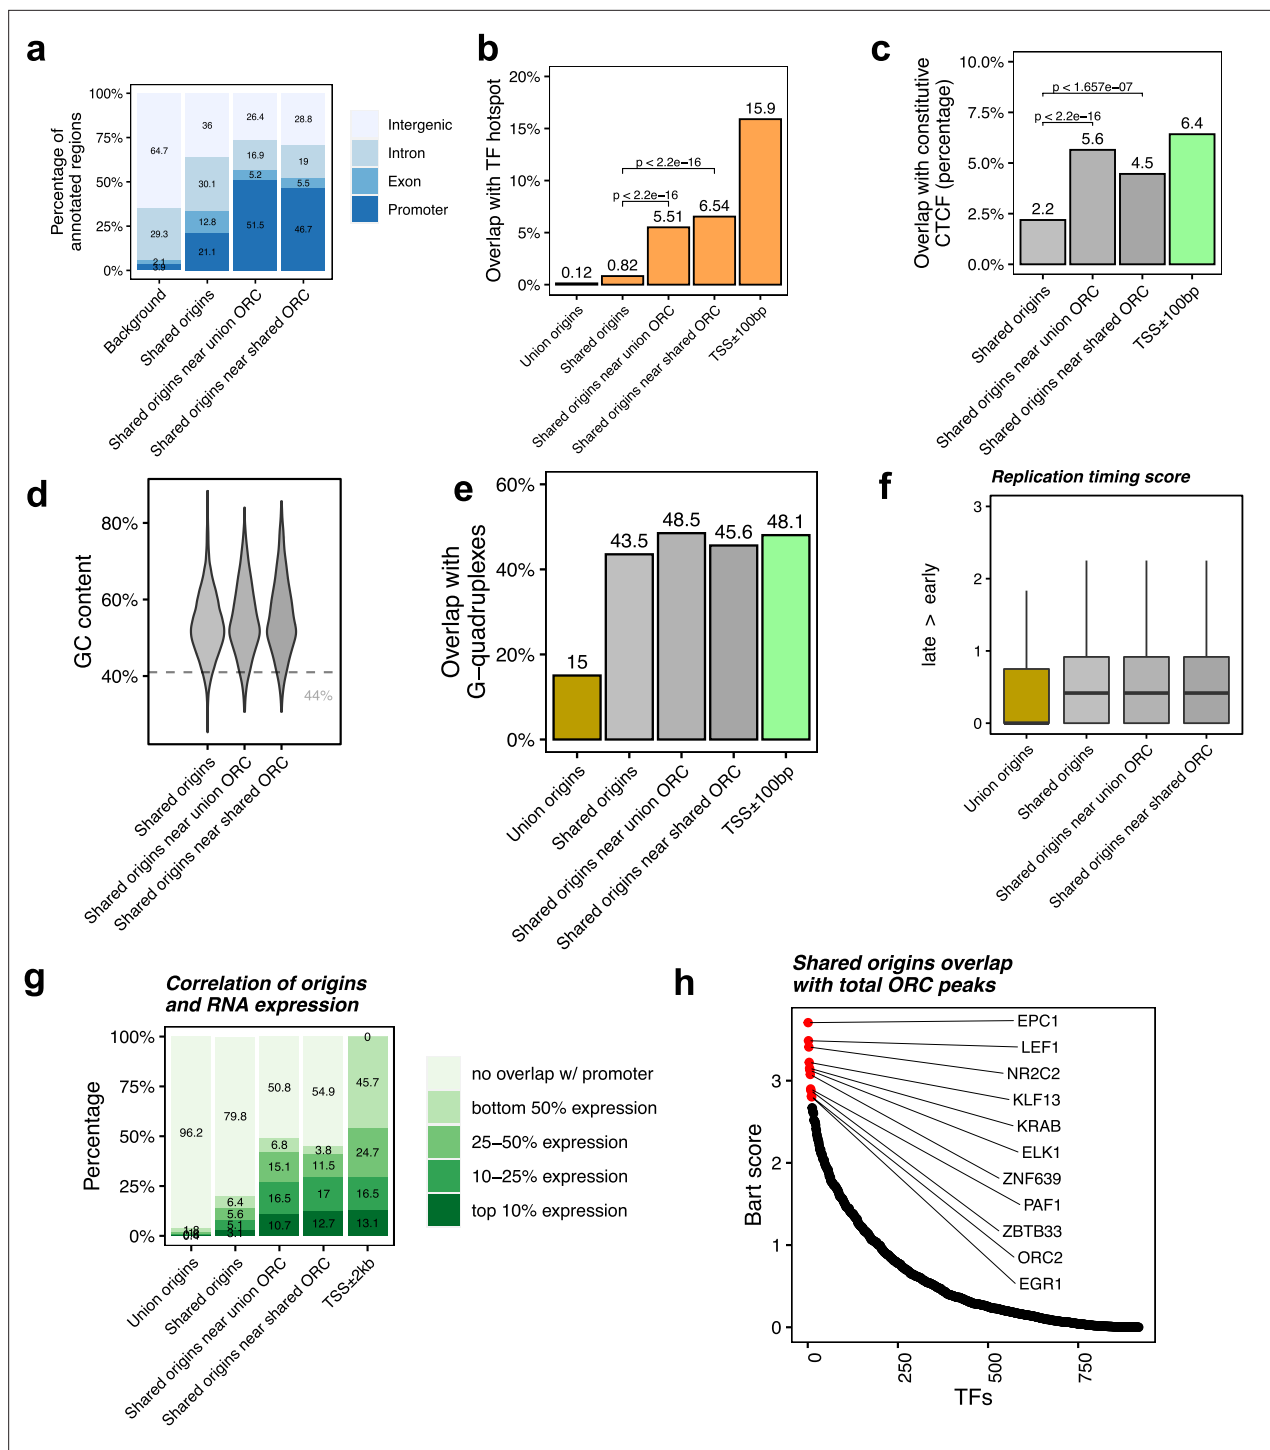 a
Percentage of
annotated regions
100%
75%
50%
25%
0%
64.7
29.3
2.1
3.9
36
30.1
12.8
21.1
26.4
16.9
5.2
51.5
28.8
19
5.5
46.7
Background
Shared origins
Shared origins near union ORC
Shared origins near shared ORC
Intergenic
Intron
Exon
Promoter
b
Overlap with TF hotspot
20%
15%
10%
5%
0%
0.12
0.82
5.51
6.54
15.9
p < 2.2e−16
p < 2.2e−16
Union origins
Shared origins
Shared origins near union ORC
Shared origins near shared ORC
TSS±100bp
c
Overlap with constitutive
CTCF (percentage)
10.0%
7.5%
5.0%
2.5%
0.0%
p < 1.657e−07
p < 2.2e−16
2.2
5.6
4.5
6.4
Shared origins
Shared origins near union ORC
Shared origins near shared ORC
TSS±100bp
d
GC content
80%
60%
40%
44%
Shared origins
Shared origins near union ORC
Shared origins near shared ORC
e
Overlap with
G−quadruplexes
60%
40%
20%
0%
15
43.5
48.5
45.6
48.1
Union origins
Shared origins
Shared origins near union ORC
Shared origins near shared ORC
TSS±100bp
f
Replication timing score
late > early
3
2
1
0
Union origins
Shared origins
Shared origins near union ORC
Shared origins near shared ORC
g
Correlation of origins
and RNA expression
Percentage
100%
75%
50%
25%
0%
96.2
1.8
0.4
79.8
6.4
5.6
5.1
3.1
50.8
6.8
15.1
16.5
10.7
54.9
3.8
11.5
17
12.7
0
45.7
24.7
16.5
13.1
Union origins
Shared origins
Shared origins near union ORC
Shared origins near shared ORC
TSS±2kb
no overlap w/ promoter
bottom 50% expression
25−50% expression
10−25% expression
top 10% expression
h
Shared origins overlap
with total ORC peaks
Bart score
3
2
1
0
EPC1
LEF1
NR2C2
KLF13
KRAB
ELK1
ZNF639
PAF1
ZBTB33
ORC2
EGR1
0
250
500
750
TFs